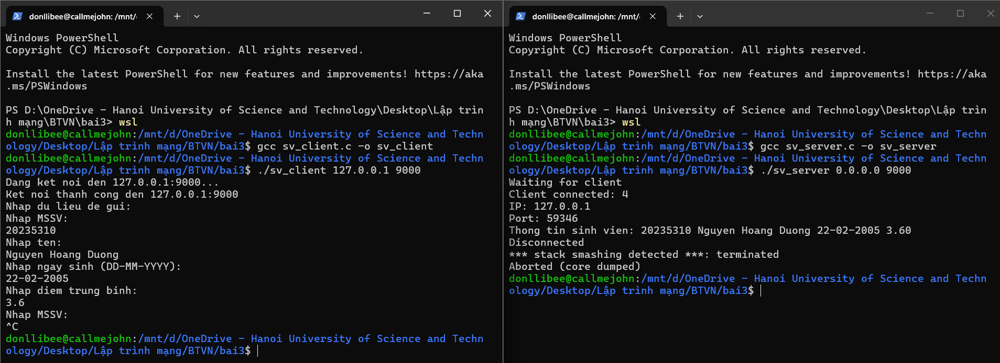 donllibee@callmejohn: /mnt/
Windows PowerShell
Copyright (C) Microsoft Corporation. All rights reserved.
Install the latest PowerShell for new features and improvements! https://aka
.ms/PSWindows
PS D:\OneDrive - Hanoi University of Science and Technology\Desktop\Lập trìn
h mạng\BTVN\bai3> wsl
donllibee@callmejohn:/mnt/d/OneDrive - Hanoi University of Science and Techn
ology/Desktop/Lập trình mạng/BTVN/bai3$ gcc sv_client.c -o sv_client
donllibee@callmejohn:/mnt/d/OneDrive - Hanoi University of Science and Techn
ology/Desktop/Lập trình mạng/BTVN/bai3$ ./sv_client 127.0.0.1 9000
Dang ket noi den 127.0.0.1:9000...
Ket noi thanh cong den 127.0.0.1:9000
Nhap du lieu de gui:
Nhap MSSV:
20235310
Nhap ten:
Nguyen Hoang Duong
Nhap ngay sinh (DD-MM-YYYY):
22-02-2005
Nhap diem trung binh:
3.6
Nhap MSSV:
^C
donllibee@callmejohn:/mnt/d/OneDrive - Hanoi University of Science and Techn
ology/Desktop/Lập trình mạng/BTVN/bai3$
donllibee@callmejohn: /mnt/
Windows PowerShell
Copyright (C) Microsoft Corporation. All rights reserved.
Install the latest PowerShell for new features and improvements! https://aka
.ms/PSWindows
PS D:\OneDrive - Hanoi University of Science and Technology\Desktop\Lập trìn
h mạng\BTVN\bai3> wsl
donllibee@callmejohn:/mnt/d/OneDrive - Hanoi University of Science and Techn
ology/Desktop/Lập trình mạng/BTVN/bai3$ gcc sv_server.c -o sv_server
donllibee@callmejohn:/mnt/d/OneDrive - Hanoi University of Science and Techn
ology/Desktop/Lập trình mạng/BTVN/bai3$ ./sv_server 0.0.0.0 9000
Waiting for client
Client connected: 4
IP: 127.0.0.1
Port: 59346
Thong tin sinh vien: 20235310 Nguyen Hoang Duong 22-02-2005 3.60
Disconnected
*** stack smashing detected ***: terminated
Aborted (core dumped)
donllibee@callmejohn:/mnt/d/OneDrive - Hanoi University of Science and Techn
ology/Desktop/Lập trình mạng/BTVN/bai3$